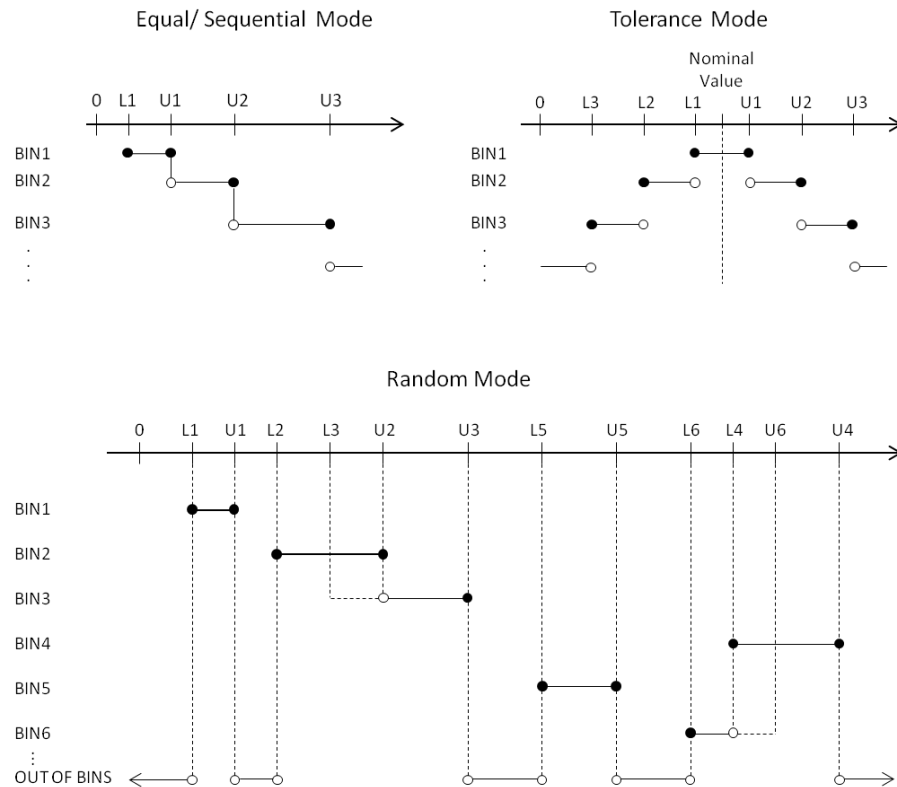 Equal/ Sequential Mode
0 L1 U1 U2 U3
BIN1
BIN2
BIN3
.
.
.
Tolerance Mode
Nominal
Value
0 L3 L2 L1 U1 U2 U3
BIN1
BIN2
BIN3
.
.
.
Random Mode
0 L1 U1 L2 L3 U2 U3 L5 U5 L6 L4 U6 U4
BIN1
BIN2
BIN3
BIN4
BIN5
BIN6
⋮
OUT OF BINS